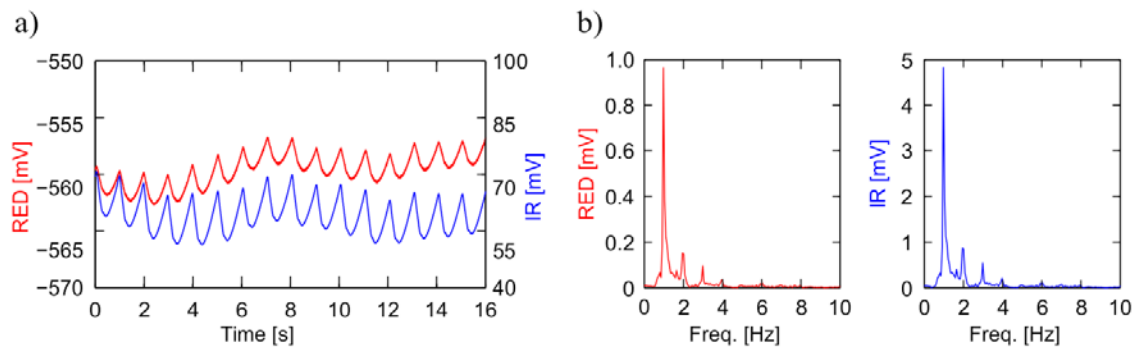 a)
−550
−555
−560
−565
−570
RED [mV]
100
85
70
55
40
IR [mV]
0 2 4 6 8 10 12 14 16
Time [s]
b)
1.0
0.8
0.6
0.4
0.2
0
RED [mV]
0 2 4 6 8 10
Freq. [Hz]
5
4
3
2
1
0
IR [mV]
0 2 4 6 8 10
Freq. [Hz]